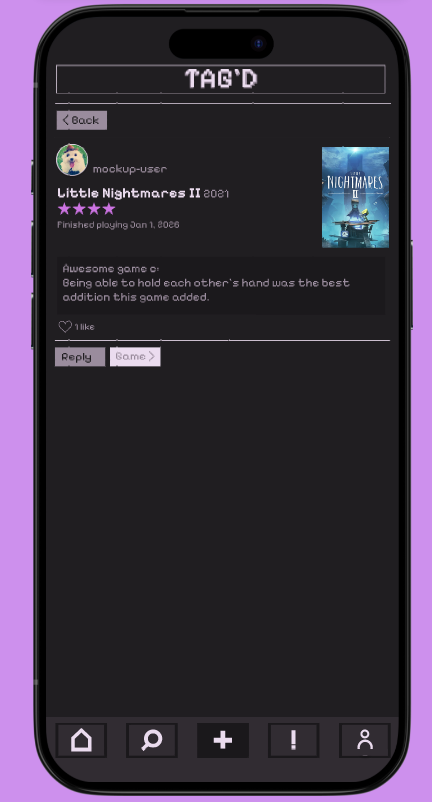 TAG'D
Back
mockup-user
Little Nightmares II 2021
Finished playing Jan 1, 2026
LITTLE
NIGHTMARES
II
Awesome game c:
Being able to hold each other's hand was the best
addition this game added.
1 like
Reply
Game